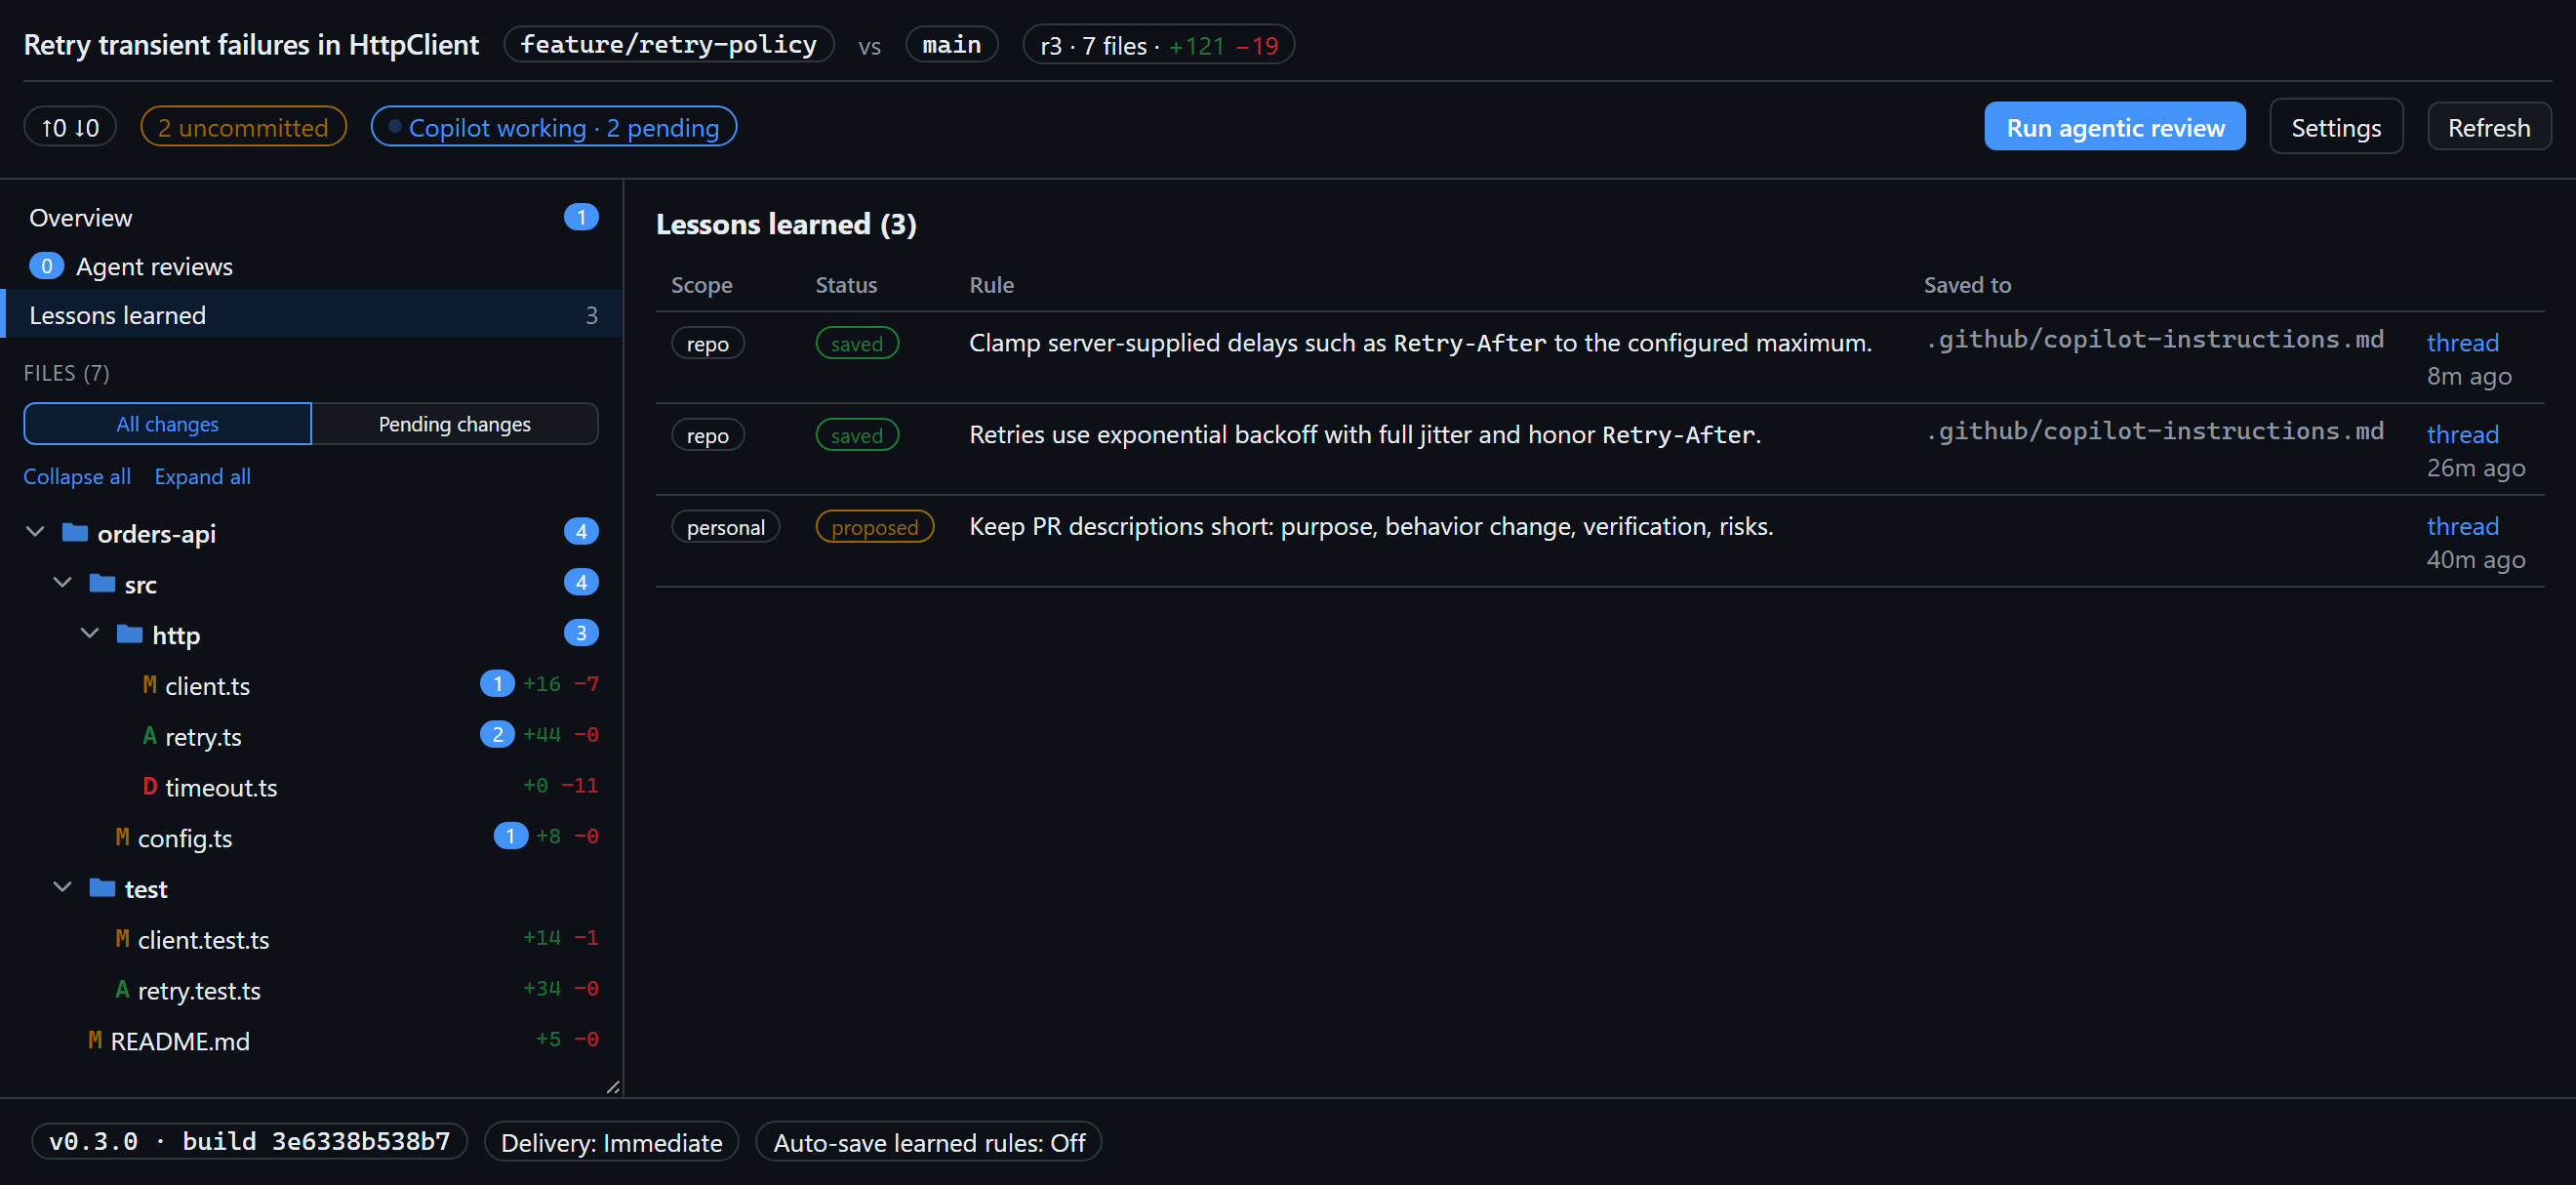 Retry transient failures in HttpClient feature/retry-policy vs main r3 · 7 files · +121 −19
↑0 ↓0 2 uncommitted Copilot working · 2 pending Run agentic review Settings Refresh
Overview 1
0 Agent reviews
Lessons learned 3
FILES (7)
All changes Pending changes
Collapse all Expand all
orders-api 4
src 4
http 3
M client.ts 1 +16 −7
A retry.ts 2 +44 −0
D timeout.ts +0 −11
M config.ts 1 +8 −0
test
M client.test.ts +14 −1
A retry.test.ts +34 −0
M README.md +5 −0
Lessons learned (3)
Scope Status Rule Saved to
repo saved Clamp server-supplied delays such as Retry-After to the configured maximum. .github/copilot-instructions.md thread
8m ago
repo saved Retries use exponential backoff with full jitter and honor Retry-After. .github/copilot-instructions.md thread
26m ago
personal proposed Keep PR descriptions short: purpose, behavior change, verification, risks. thread
40m ago
v0.3.0 · build 3e6338b538b7 Delivery: Immediate Auto-save learned rules: Off